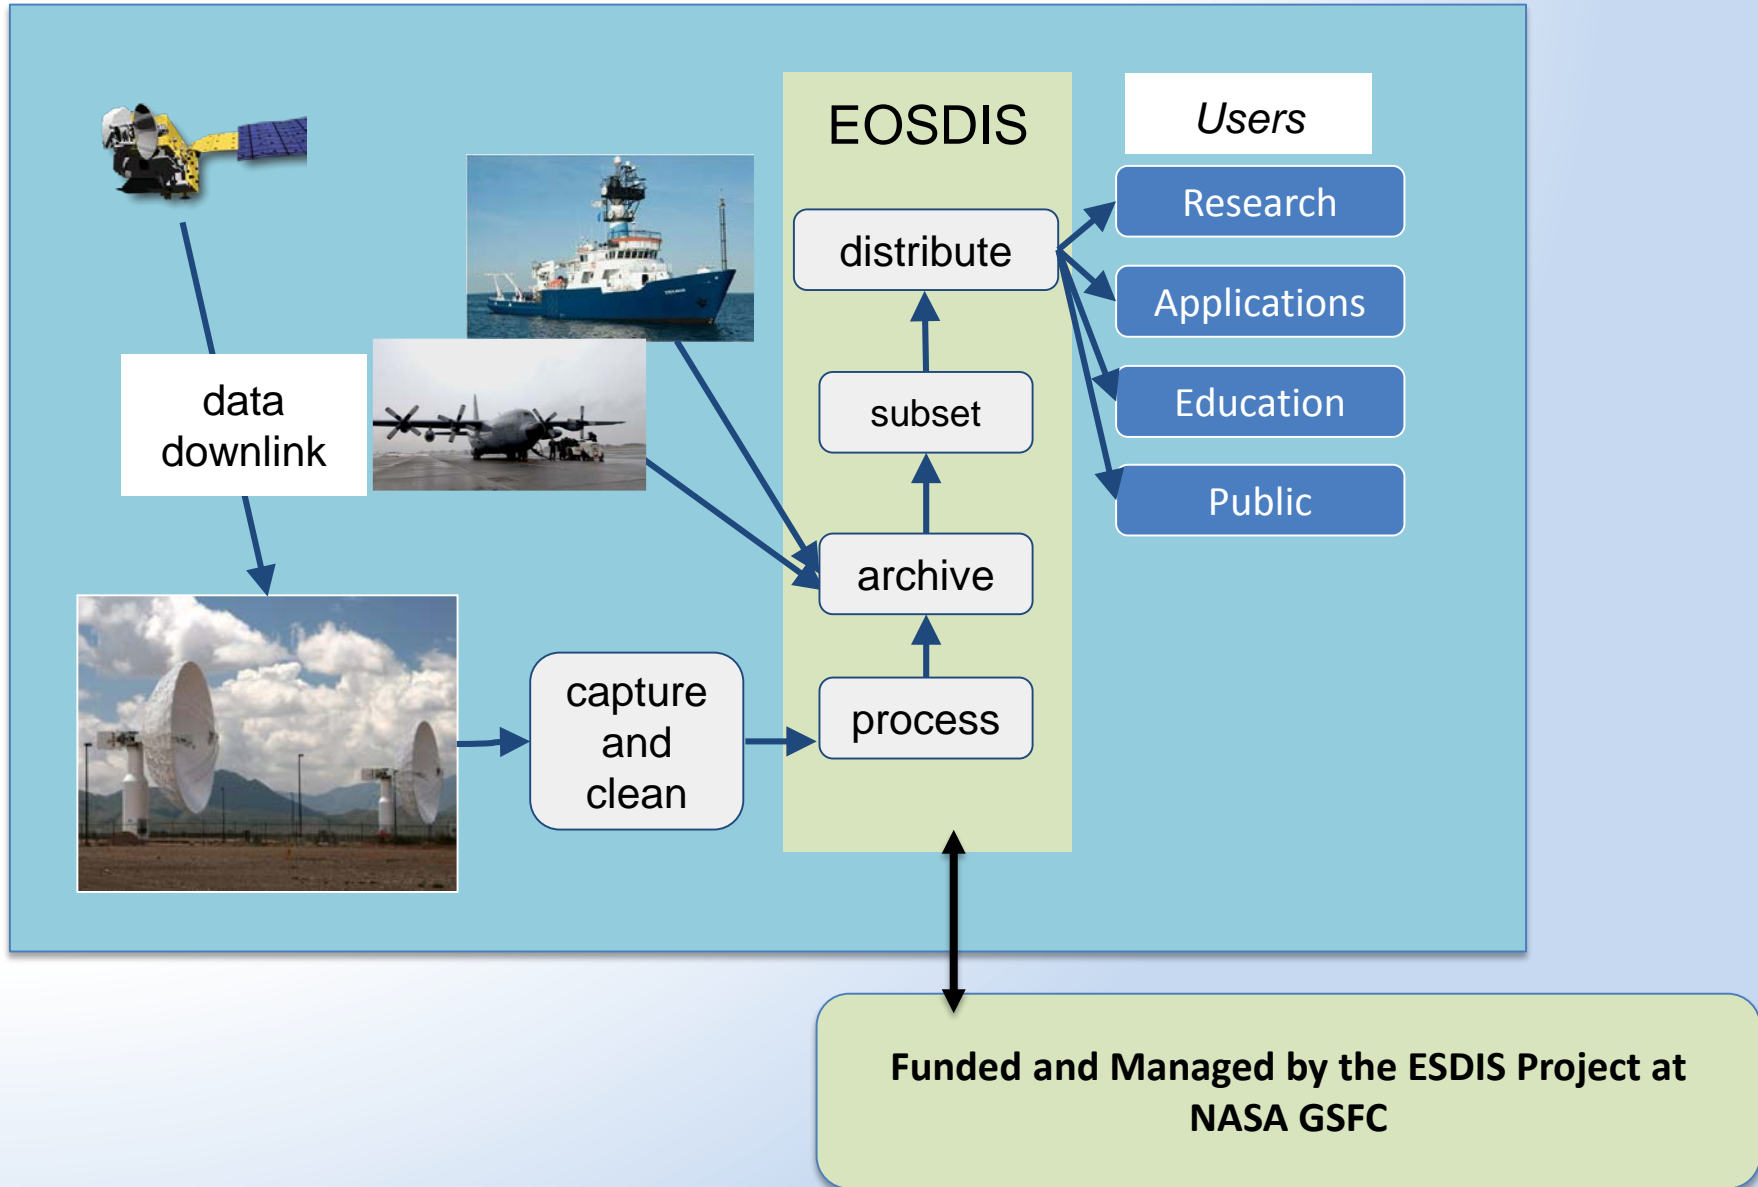 EOSDIS
Users
Research
Applications
Education
Public
distribute
subset
archive
process
data
downlink
capture
and
clean
Funded and Managed by the ESDIS Project at
NASA GSFC